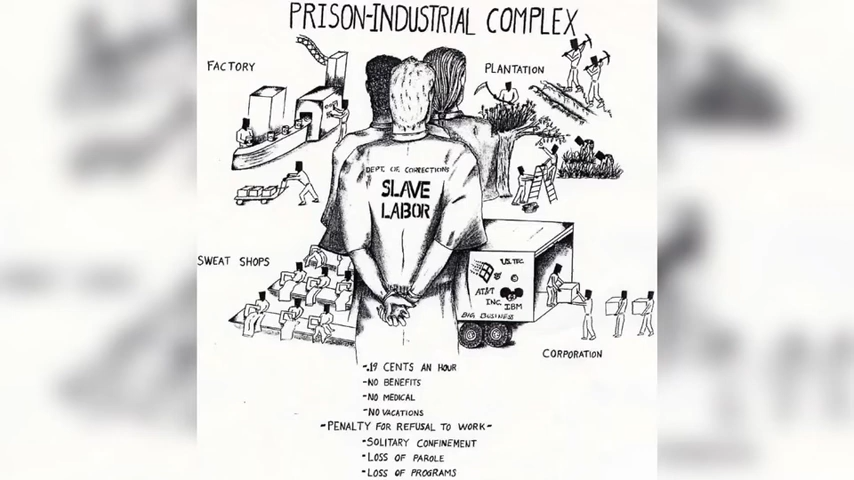 PRISON-INDUSTRIAL COMPLEX
FACTORY
PLANTATION
DEPT. OF CORRECTIONS
SLAVE
LABOR
SWEAT SHOPS
AT&T
INC. IBM
BIG BUSINESS
CORPORATION
-.19 CENTS AN HOUR
-NO BENEFITS
-NO MEDICAL
-NO VACATIONS
-PENALTY FOR REFUSAL TO WORK-
-SOLITARY CONFINEMENT
-LOSS OF PAROLE
-LOSS OF PROGRAMS